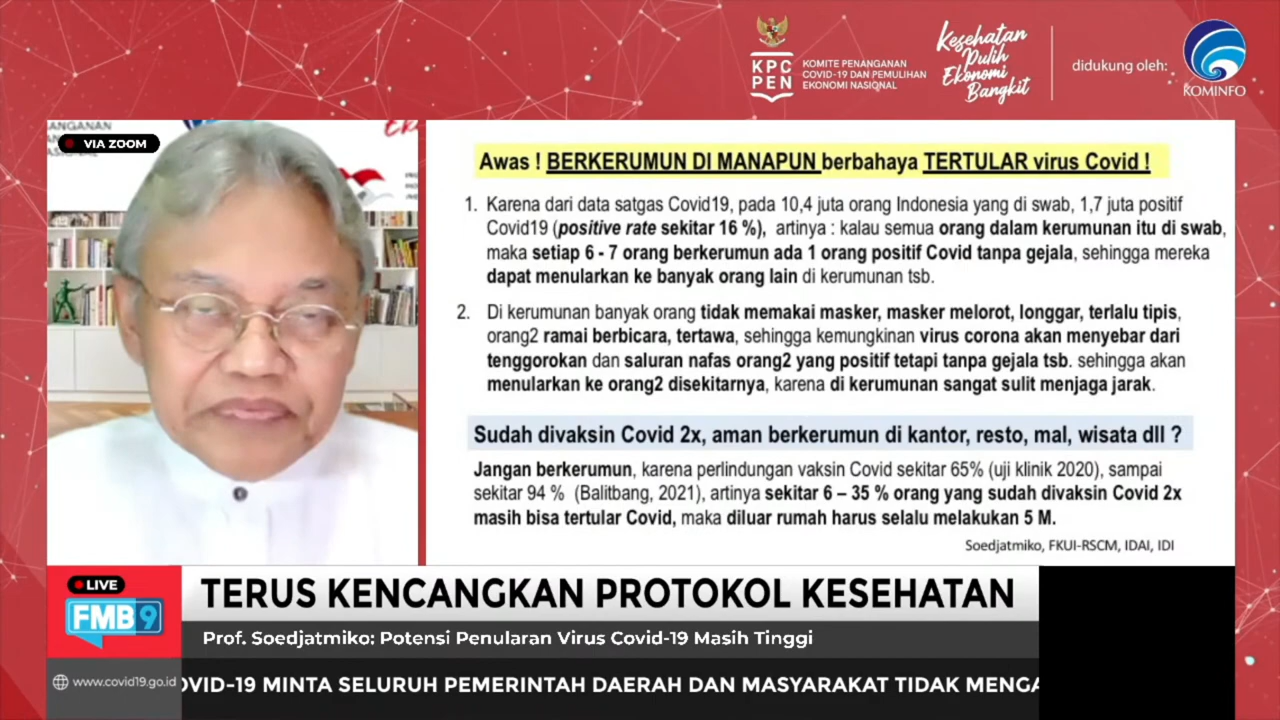 KPC
PEN
KOMITE PENANGANAN
COVID-19 DAN PEMULIHAN
EKONOMI NASIONAL
Kesehatan
Pulih
Ekonomi
Bangkit
didukung oleh:
KOMINFO
VIA ZOOM
Awas ! BERKERUMUN DI MANAPUN berbahaya TERTULAR virus Covid !
1. Karena dari data satgas Covid19, pada 10,4 juta orang Indonesia yang di swab, 1,7 juta positif
Covid19 (positive rate sekitar 16 %), artinya : kalau semua orang dalam kerumunan itu di swab,
maka setiap 6 - 7 orang berkerumun ada 1 orang positif Covid tanpa gejala, sehingga mereka
dapat menularkan ke banyak orang lain di kerumunan tsb.
2. Di kerumunan banyak orang tidak memakai masker, masker melorot, longgar, terlalu tipis,
orang2 ramai berbicara, tertawa, sehingga kemungkinan virus corona akan menyebar dari
tenggorokan dan saluran nafas orang2 yang positif tetapi tanpa gejala tsb. sehingga akan
menularkan ke orang2 disekitarnya, karena di kerumunan sangat sulit menjaga jarak.
Sudah divaksin Covid 2x, aman berkerumun di kantor, resto, mal, wisata dll ?
Jangan berkerumun, karena perlindungan vaksin Covid sekitar 65% (uji klinik 2020), sampai
sekitar 94 % (Balitbang, 2021), artinya sekitar 6 – 35 % orang yang sudah divaksin Covid 2x
masih bisa tertular Covid, maka diluar rumah harus selalu melakukan 5 M.
Soedjatmiko, FKUI-RSCM, IDAI, IDI
LIVE
FMB9
TERUS KENCANGKAN PROTOKOL KESEHATAN
Prof. Soedjatmiko: Potensi Penularan Virus Covid-19 Masih Tinggi
www.covid19.go.id
OVID-19 MINTA SELURUH PEMERINTAH DAERAH DAN MASYARAKAT TIDAK MENGA